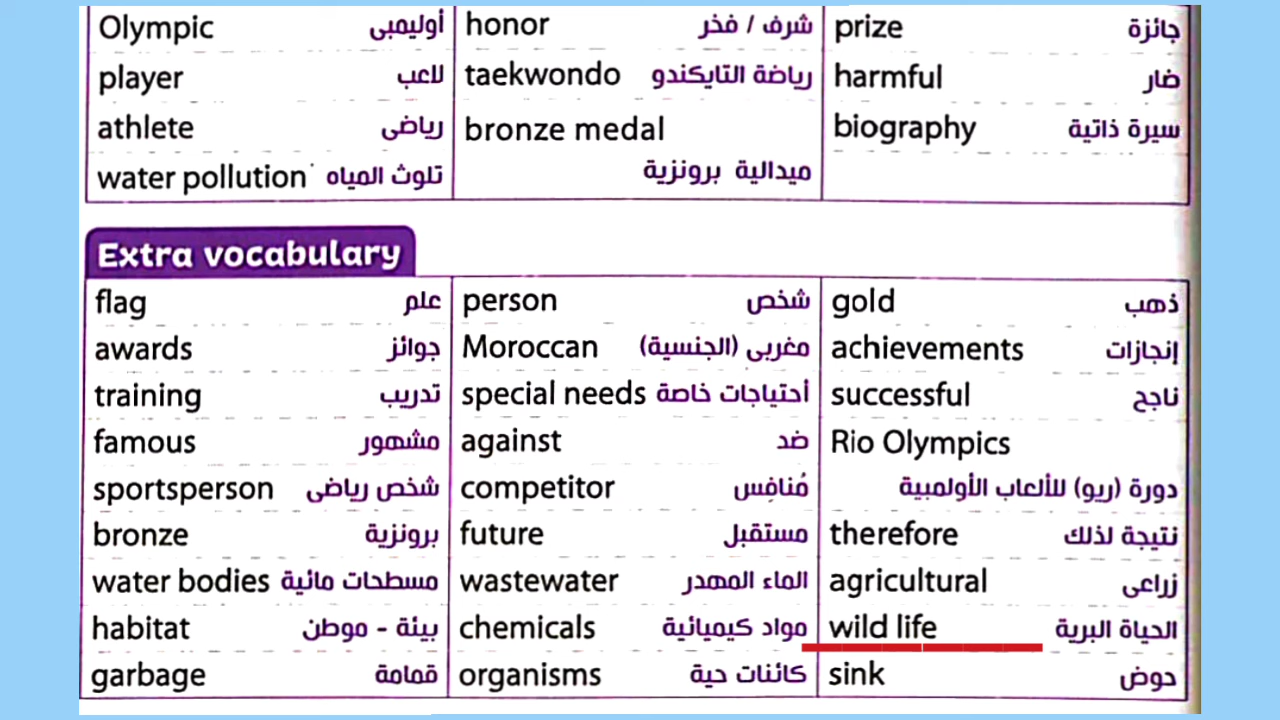 Olympic أوليمبى honor شرف / فخر prize جائزة
player للعب taekwondo رياضة التايكندو harmful ضار
athlete رياضى bronze medal biography سيرة ذاتية
water pollution تلوث المياه ميدالية برونزية
Extra vocabulary
flag علم person شخص gold ذهب
awards جوائز Moroccan مغربى (الجنسية) achievements إنجازات
training تدريب special needs أحتياجات خاصة successful ناجح
famous مشهور against ضد Rio Olympics
sportsperson شخص رياضى competitor مُنافِس دورة (ريو) للألعاب الأولمبية
bronze برونزية future مستقبل therefore نتيجة لذلك
water bodies مسطحات مائية wastewater الماء المهدر agricultural زراعى
habitat بيئة - موطن chemicals مواد كيميائية wild life الحياة البرية
garbage قمامة organisms كائنات حية sink حوض